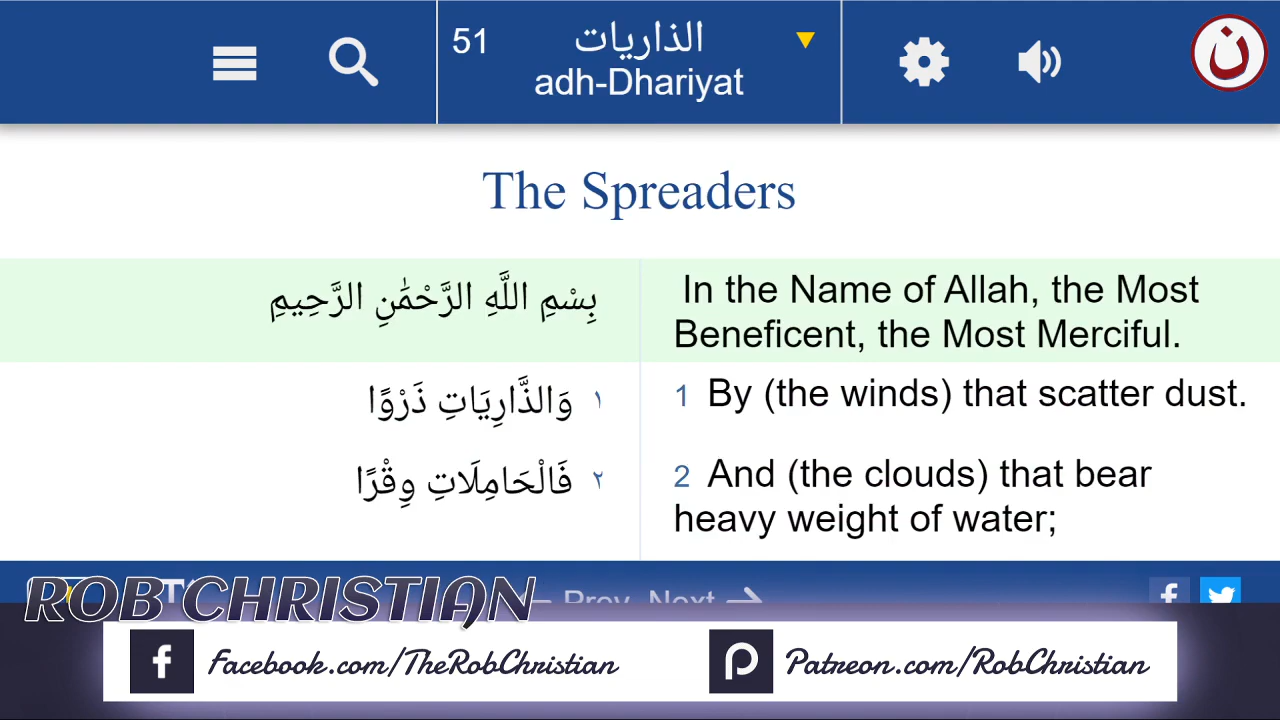 51
الذاريات
adh-Dhariyat
ن
The Spreaders
بِسْمِ اللَّهِ الرَّحْمَٰنِ الرَّحِيمِ
In the Name of Allah, the Most
Beneficent, the Most Merciful.
١ وَالذَّارِيَاتِ ذَرْوًا
1 By (the winds) that scatter dust.
٢ فَالْحَامِلَاتِ وِقْرًا
2 And (the clouds) that bear
heavy weight of water;
Prev Next
ROB CHRISTIAN
Facebook.com/TheRobChristian
Patreon.com/RobChristian